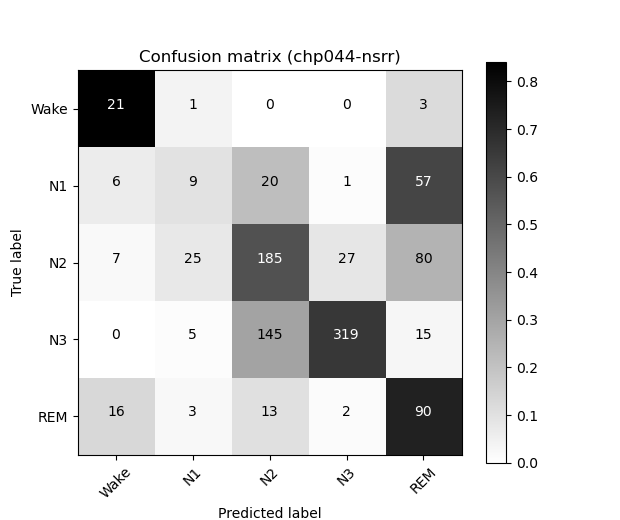 Confusion matrix (chp044-nsrr)
Wake 21 1 0 0 3
N1 6 9 20 1 57
N2 7 25 185 27 80
N3 0 5 145 319 15
REM 16 3 13 2 90
Wake N1 N2 N3 REM
True label
Predicted label
0.8
0.7
0.6
0.5
0.4
0.3
0.2
0.1
0.0